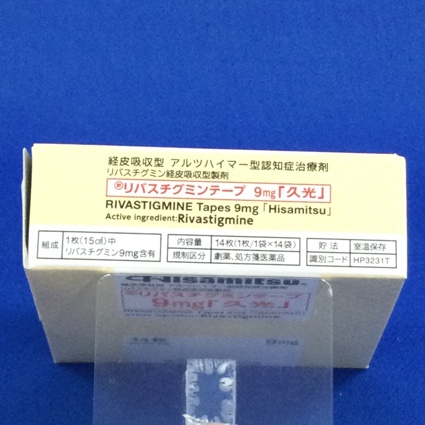 経皮吸収型 アルツハイマー型認知症治療剤
リバスチグミン経皮吸収型製剤
リバスチグミンテープ 9mg「久光」
RIVASTIGMINE Tapes 9mg「Hisamitsu」
Active ingredient:Rivastigmine
組成 1枚(15㎠)中 リバスチグミン9mg含有
内容量 14枚(1枚/1袋×14袋)
規制区分 劇薬、処方箋医薬品
貯法 室温保存
識別コード HP3231T
Hisamitsu
リバスチグミンテープ
9mg「久光」
9mg